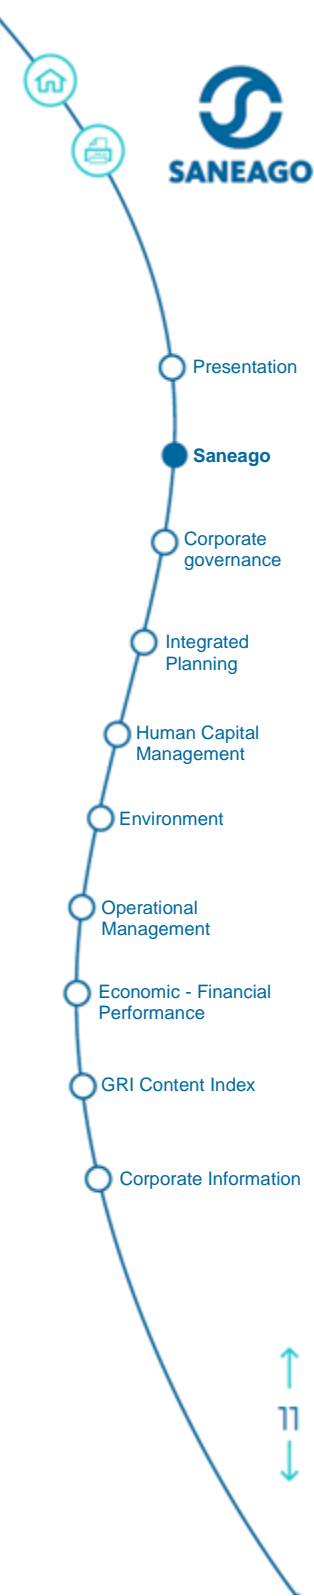 SANEAGO
Presentation
Saneago
Corporate
governance
Integrated
Planning
Human Capital
Management
Environment
Operational
Management
Economic - Financial
Performance
GRI Content Index
Corporate Information
11